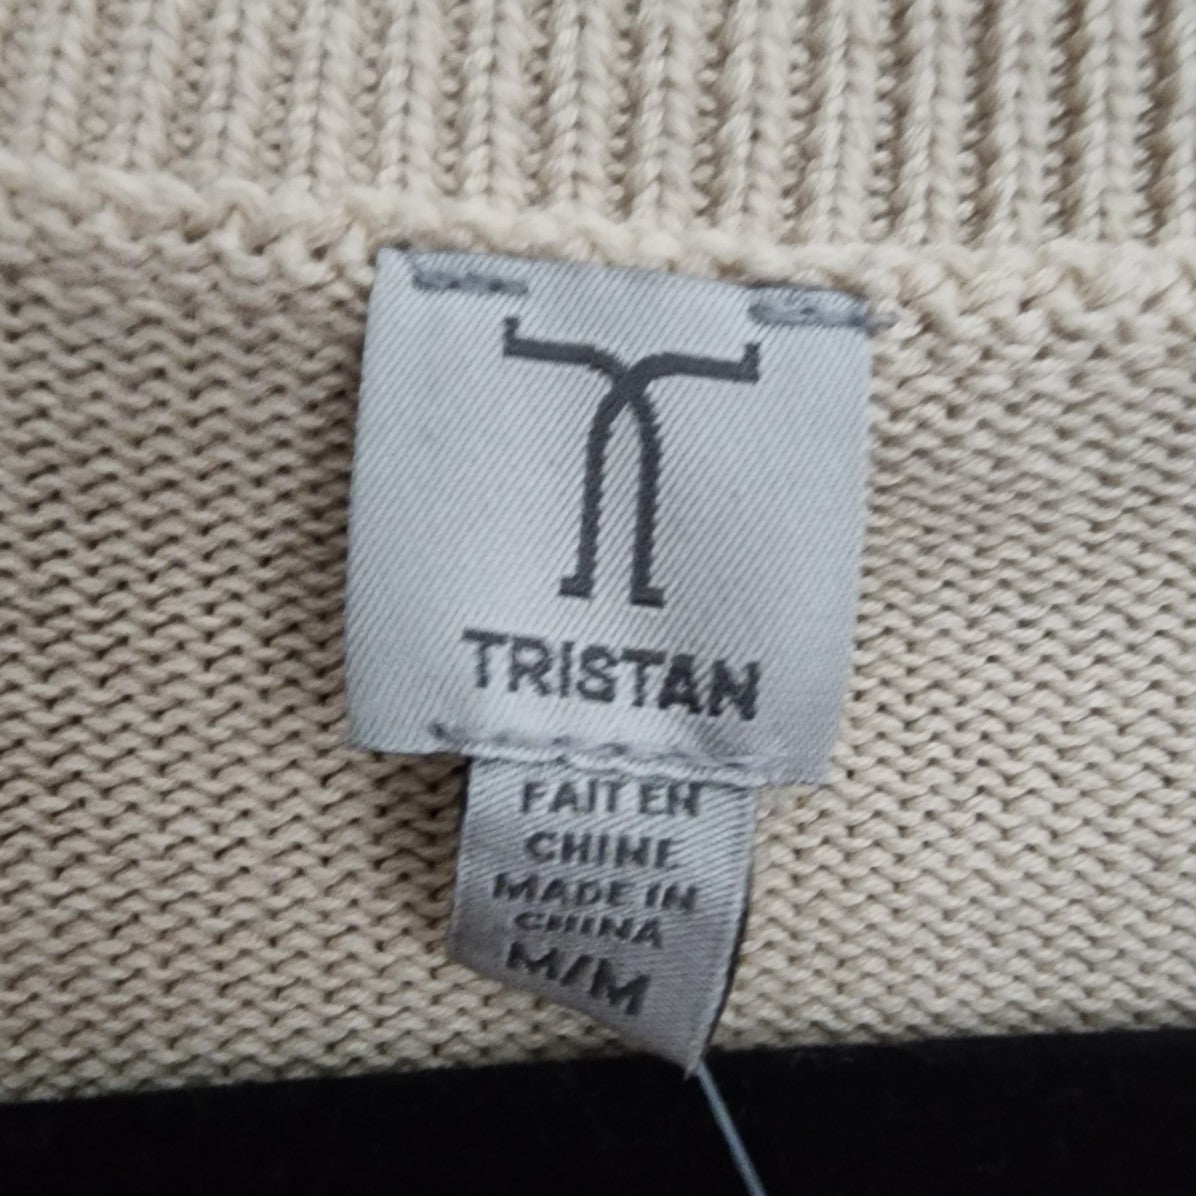 TRISTAN
FAIT EN
CHINE
MADE IN
CHINA
M/M